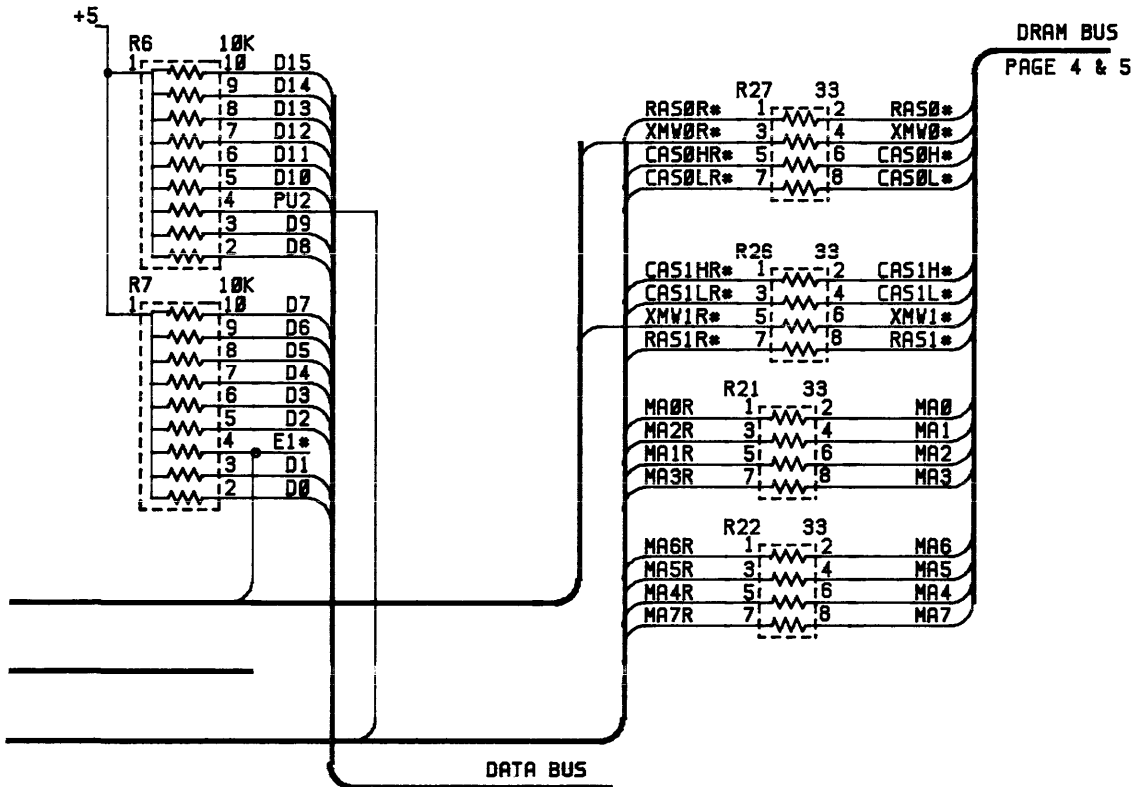 +5
R6 10K
1 10 D15
9 D14
8 D13
7 D12
6 D11
5 D10
4 PU2
3 D9
2 D8
R7 10K
1 10 D7
9 D6
8 D5
7 D4
6 D3
5 D2
4 E1*
3 D1
2 D0
DRAM BUS
PAGE 4 & 5
R27 33
RAS0R* 1 2 RAS0*
XMW0R* 3 4 XMW0*
CAS0HR* 5 6 CAS0H*
CAS0LR* 7 8 CAS0L*
R26 33
CAS1HR* 1 2 CAS1H*
CAS1LR* 3 4 CAS1L*
XMW1R* 5 6 XMW1*
RAS1R* 7 8 RAS1*
R21 33
MA0R 1 2 MA0
MA2R 3 4 MA1
MA1R 5 6 MA2
MA3R 7 8 MA3
R22 33
MA6R 1 2 MA6
MA5R 3 4 MA5
MA4R 5 6 MA4
MA7R 7 8 MA7
DATA BUS